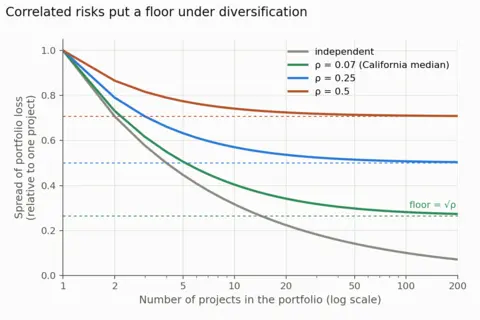 Correlated risks put a floor under diversification
independent
ρ = 0.07 (California median)
ρ = 0.25
ρ = 0.5
floor = √ρ
Spread of portfolio loss
(relative to one project)
1.0
0.8
0.6
0.4
0.2
0.0
1 2 5 10 20 50 100 200
Number of projects in the portfolio (log scale)